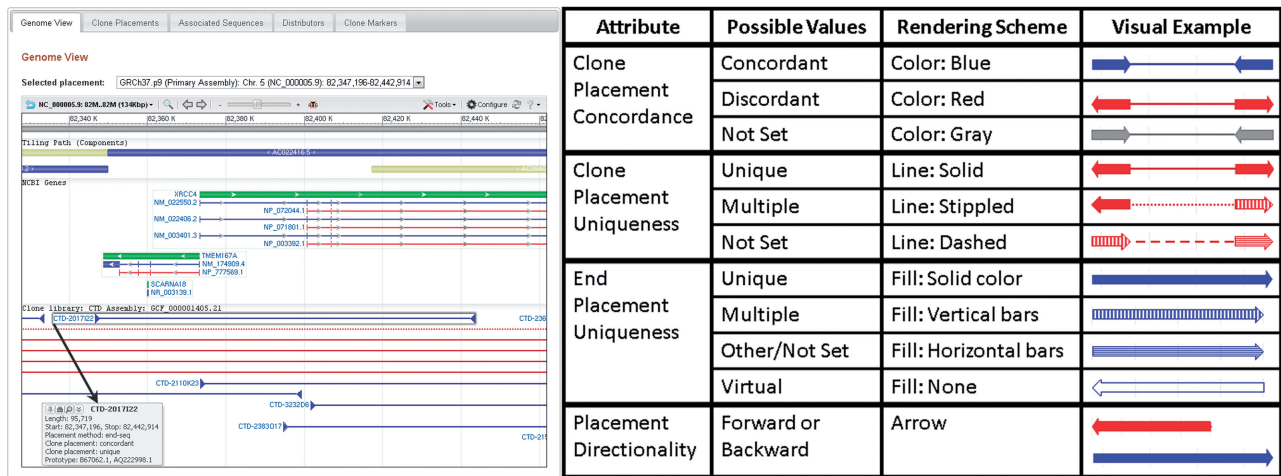 Genome View
Clone Placements
Associated Sequences
Distributors
Clone Markers
Genome View
Selected placement: GRCh37.p9 (Primary Assembly): Chr. 5 (NC_000005.9): 82,347,196-82,442,914
NC_000005.9: 82M..82M (134Kbp)
Tools
Configure
?
82,340 K
82,360 K
82,380 K
82,400 K
82,420 K
82,440 K
Tiling Path (Components)
AC022416.5
NCBI Genes
XRCC4
NM_022550.2
NP_072044.1
NM_022406.2
NP_071801.1
NM_003401.3
NP_003392.1
TMEM167A
NM_174909.4
NP_777569.1
SCARNA18
NR_003139.1
Clone library: CTD Assembly: GCF_000001405.21
CTD-2017I22
CTD-236
CTD-2110K23
CTD-3232D6
CTD-2383O17
CTD-215
CTD-2017I22
Length: 95,719
Start: 82,347,196, Stop: 82,442,914
Placement method: end-seq
Clone placement: concordant
Clone placement: unique
Prototype: B67062.1, AQ222998.1
Attribute Possible Values Rendering Scheme Visual Example
Clone Placement Concordance
Concordant Color: Blue
Discordant Color: Red
Not Set Color: Gray
Clone Placement Uniqueness
Unique Line: Solid
Multiple Line: Stippled
Not Set Line: Dashed
End Placement Uniqueness
Unique Fill: Solid color
Multiple Fill: Vertical bars
Other/Not Set Fill: Horizontal bars
Virtual Fill: None
Placement Directionality
Forward or Backward Arrow